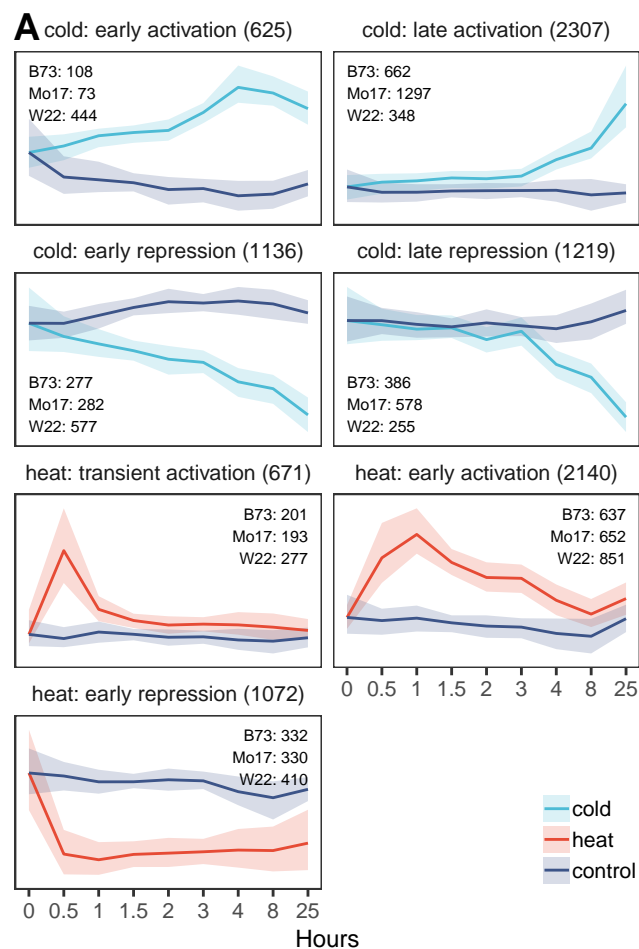 A cold: early activation (625)
cold: late activation (2307)
B73: 108
Mo17: 73
W22: 444
B73: 662
Mo17: 1297
W22: 348
cold: early repression (1136)
cold: late repression (1219)
B73: 277
Mo17: 282
W22: 577
B73: 386
Mo17: 578
W22: 255
heat: transient activation (671)
heat: early activation (2140)
B73: 201
Mo17: 193
W22: 277
B73: 637
Mo17: 652
W22: 851
0 0.5 1 1.5 2 3 4 8 25
heat: early repression (1072)
B73: 332
Mo17: 330
W22: 410
cold
heat
control
0 0.5 1 1.5 2 3 4 8 25
Hours